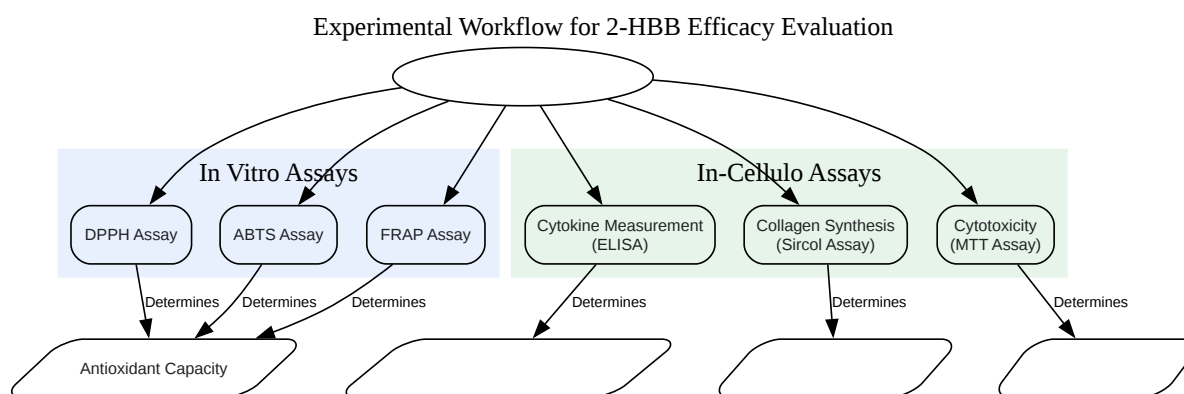 Experimental Workflow for 2-HBB Efficacy Evaluation
In Vitro Assays
In-Cellulo Assays
DPPH Assay
ABTS Assay
FRAP Assay
Cytokine Measurement
(ELISA)
Collagen Synthesis
(Sircol Assay)
Cytotoxicity
(MTT Assay)
Determines
Determines
Determines
Determines
Determines
Determines
Antioxidant Capacity